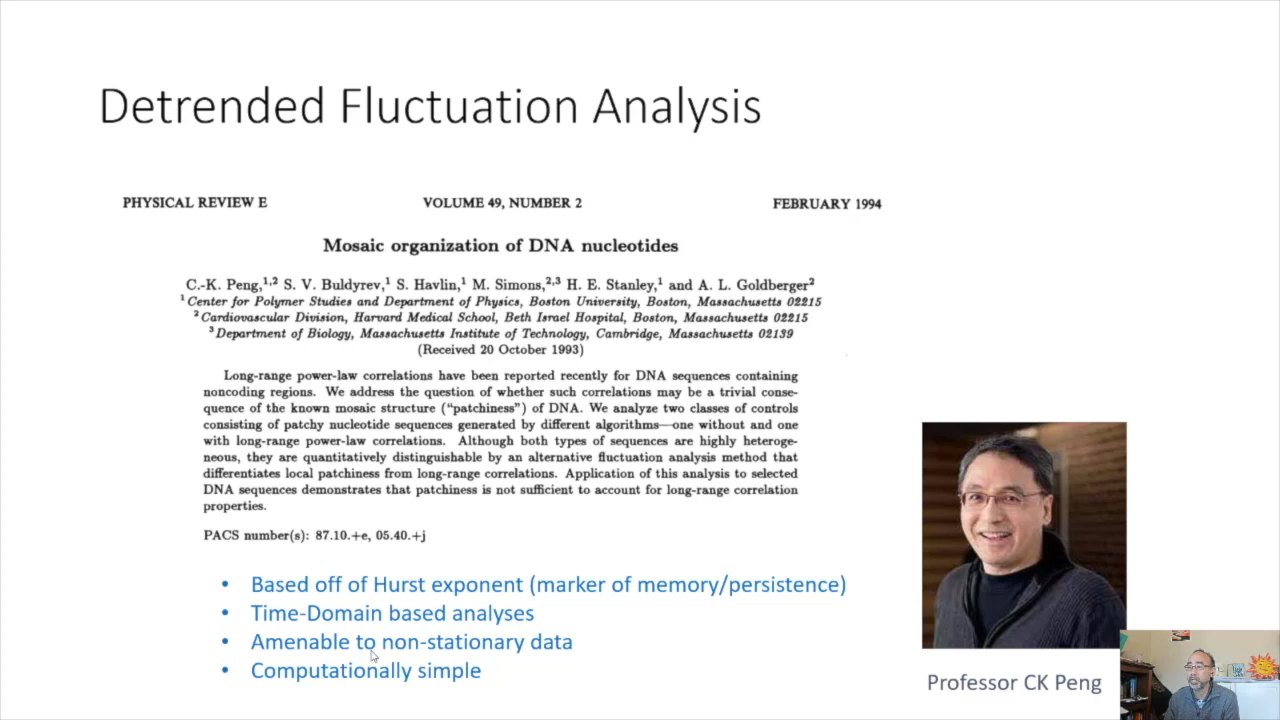 Detrended Fluctuation Analysis
PHYSICAL REVIEW E VOLUME 49, NUMBER 2 FEBRUARY 1994
Mosaic organization of DNA nucleotides
C.-K. Peng,1,2 S. V. Buldyrev,1 S. Havlin,1 M. Simons,2,3 H. E. Stanley,1 and A. L. Goldberger2
1Center for Polymer Studies and Department of Physics, Boston University, Boston, Massachusetts 02215
2Cardiovascular Division, Harvard Medical School, Beth Israel Hospital, Boston, Massachusetts 02215
3Department of Biology, Massachusetts Institute of Technology, Cambridge, Massachusetts 02139
(Received 20 October 1993)
Long-range power-law correlations have been reported recently for DNA sequences containing
noncoding regions. We address the question of whether such correlations may be a trivial conse-
quence of the known mosaic structure (“patchiness”) of DNA. We analyze two classes of controls
consisting of patchy nucleotide sequences generated by different algorithms—one without and one
with long-range power-law correlations. Although both types of sequences are highly heteroge-
neous, they are quantitatively distinguishable by an alternative fluctuation analysis method that
differentiates local patchiness from long-range correlations. Application of this analysis to selected
DNA sequences demonstrates that patchiness is not sufficient to account for long-range correlation
properties.
PACS number(s): 87.10.+e, 05.40.+j
• Based off of Hurst exponent (marker of memory/persistence)
• Time-Domain based analyses
• Amenable to non-stationary data
• Computationally simple
Professor CK Peng